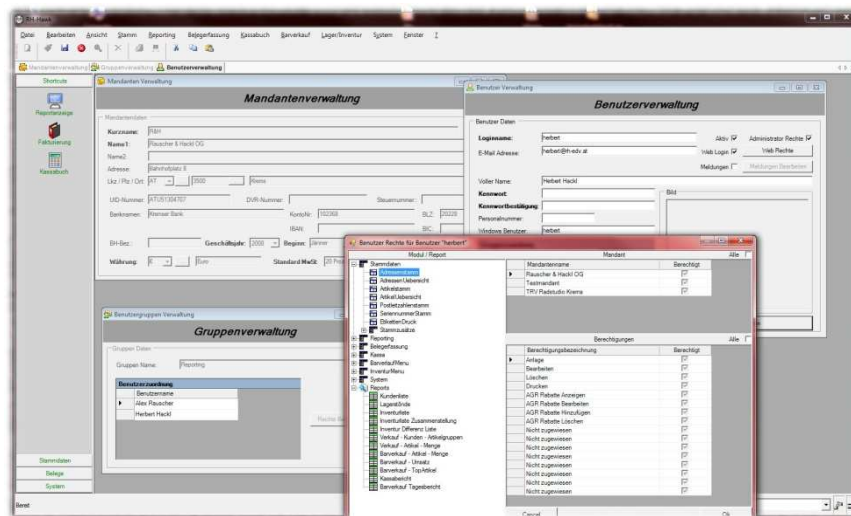 RH-Hawk
Datei Bearbeiten Ansicht Stamm Reporting Belegerfassung Kassabuch Barverkauf Lager/Inventur System Fenster ?
Mandantenverwaltung Gruppenverwaltung Benutzerverwaltung
Shortcuts
Reportanzeige
Fakturierung
Kassabuch
Stammdaten
Belege
System
Bereit
Mandanten Verwaltung
Mandantenverwaltung
Mandantendaten
Kurzname: R&H
Name1: Rauscher & Hackl OG
Name2:
Adresse: Bahnhofplatz 8
Lkz / Plz / Ort: AT 3500 Krems
UID-Nummer: ATU51304707 DVR-Nummer: Steuernummer:
Bankname: Kremser Bank KontoNr: 102368 BLZ: 20228
IBAN: BIC:
BH-Bez.: Geschäftsjahr: 2008 Beginn: Jänner
Währung: € Euro Standard MwSt:
Benutzer Verwaltung
Benutzerverwaltung
Benutzer Daten
Loginname: herbert Aktiv Administrator Rechte
E-Mail Adresse: herbert@rh-edv.at Web Login Web Rechte
Meldungen Meldungen Bearbeiten
Voller Name: Herbert Hackl
Kennwort: Bild
Kennwortbestätigung:
Personalnummer:
Windows Benutzer: herbert
Benutzergruppen Verwaltung
Gruppenverwaltung
Gruppen Daten
Gruppen Name: Reporting
Benutzerzuordnung
Benutzername
Alex Rauscher
Herbert Hackl
Benutzer Rechte für Benutzer "herbert"
Modul / Report
Stammdaten
Adressenstamm
AdressenUebersicht
Artikelstamm
ArtikelUebersicht
Postleitzahlenstamm
SeriennummerStamm
EtikettenDruck
Stammzusätze
Reporting
Belegerfassung
Kassa
BarverkaufMenu
InventurMenu
System
Reports
Kundenliste
Lagerstände
Inventurliste
Inventurliste Zusammenstellung
Inventur Differenz Liste
Verkauf - Kunden - Artikelgruppen
Verkauf - Artikel - Menge
Barverkauf - Artikel - Menge
Barverkauf - Umsatz
Barverkauf - TopArtikel
Kassabericht
Barverkauf Tagesbericht
Mandant Alle
Mandantenname Berechtigt
Rauscher & Hackl OG
Testmandant
TRV Radstudio Krems
Berechtigungen Alle
Berechtigungsbezeichnung Berechtigt
Anlage
Bearbeiten
Löschen
Drucken
AGR Rabatte Anzeigen
AGR Rabatte Bearbeiten
AGR Rabatte Hinzufügen
AGR Rabatte Löschen
Nicht zugewiesen
Nicht zugewiesen
Nicht zugewiesen
Nicht zugewiesen
Nicht zugewiesen
Nicht zugewiesen
Nicht zugewiesen
Nicht zugewiesen
Cancel Ok